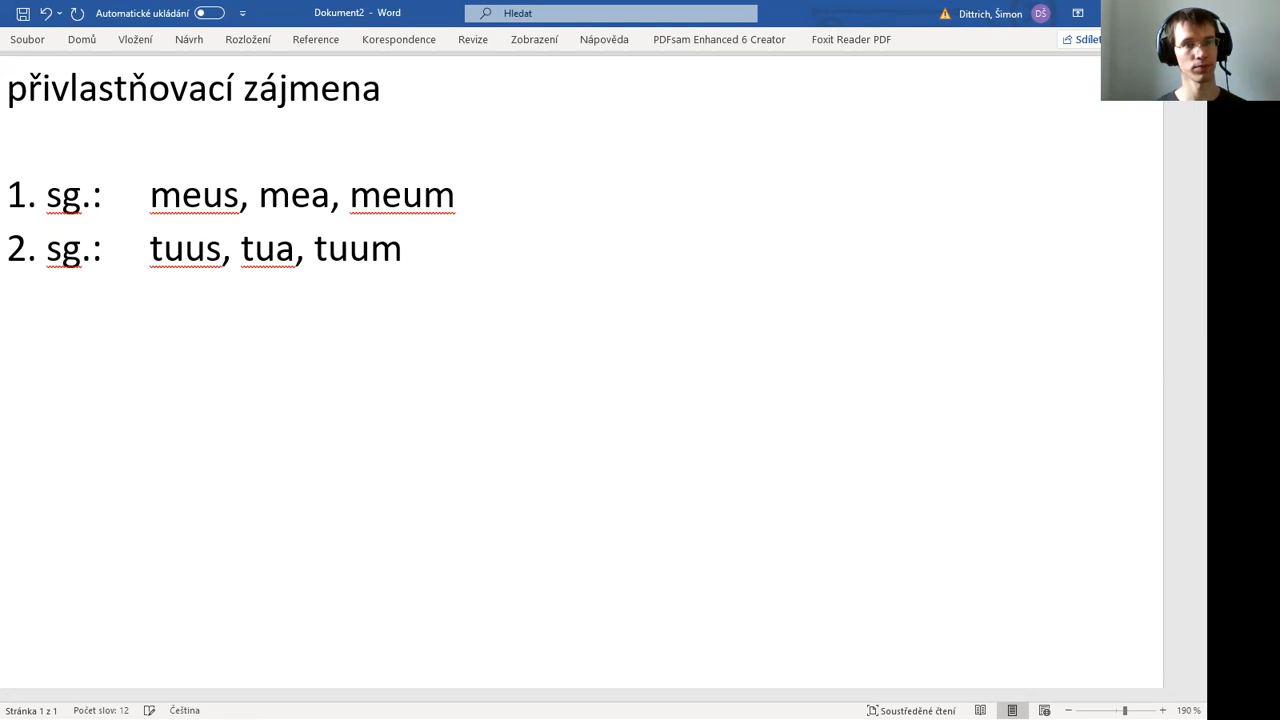 Automatické ukládání Dokument2 - Word Hledat Dittrich, Šimon DŠ
Soubor Domů Vložení Návrh Rozložení Reference Korespondence Revize Zobrazení Nápověda PDFsam Enhanced 6 Creator Foxit Reader PDF Sdílet
přivlastňovací zájmena
1. sg.: meus, mea, meum
2. sg.: tuus, tua, tuum
Stránka 1 z 1 Počet slov: 12 Čeština Soustředěné čtení 190 %